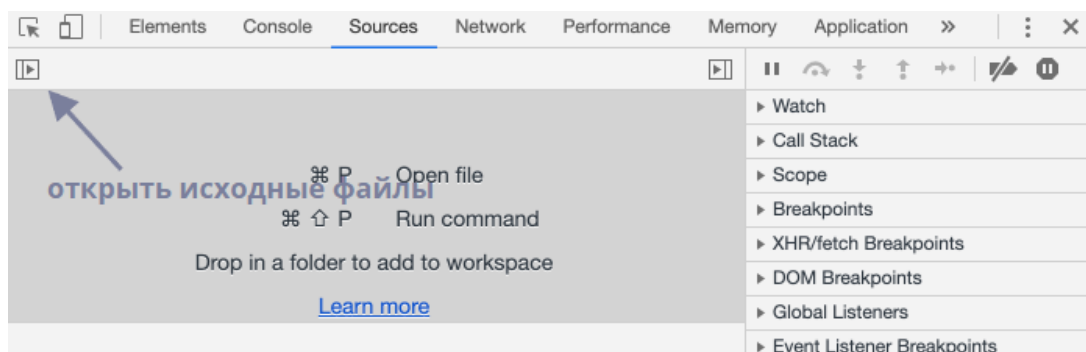 Elements Console Sources Network Performance Memory Application »
Watch
Call Stack
Scope
Breakpoints
XHR/fetch Breakpoints
DOM Breakpoints
Global Listeners
Event Listener Breakpoints
открыть исходные файлы
⌘ P Open file
⌘ ⇧ P Run command
Drop in a folder to add to workspace
Learn more